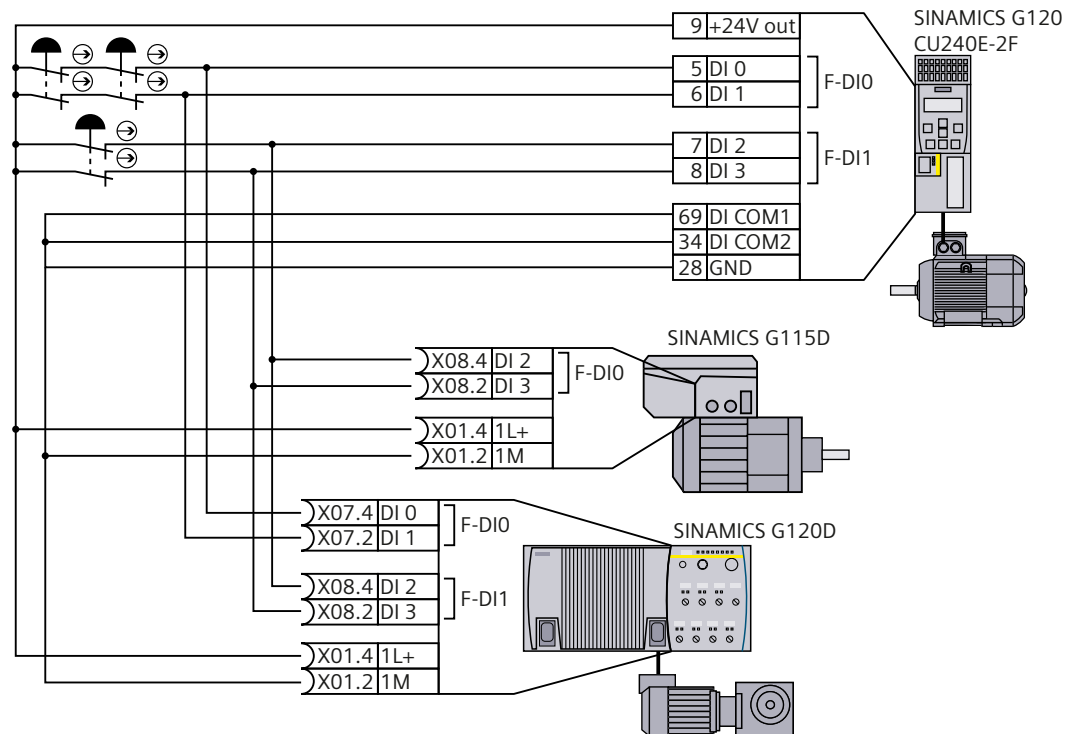 SINAMICS G120
CU240E-2F
9 +24V out
5 DI 0
6 DI 1
F-DI0
7 DI 2
8 DI 3
F-DI1
69 DI COM1
34 DI COM2
28 GND
SINAMICS G115D
X08.4 DI 2
X08.2 DI 3
F-DI0
X01.4 1L+
X01.2 1M
SINAMICS G120D
X07.4 DI 0
X07.2 DI 1
F-DI0
X08.4 DI 2
X08.2 DI 3
F-DI1
X01.4 1L+
X01.2 1M